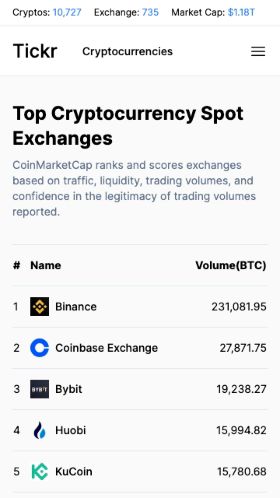 Cryptos: 10,727 Exchange: 735 Market Cap: $1.18T
Tickr Cryptocurrencies
Top Cryptocurrency Spot
Exchanges
CoinMarketCap ranks and scores exchanges
based on traffic, liquidity, trading volumes, and
confidence in the legitimacy of trading volumes
reported.
# Name Volume(BTC)
1 Binance 231,081.95
2 Coinbase Exchange 27,871.75
3 BYBIT Bybit 19,238.27
4 Huobi 15,994.82
5 KuCoin 15,780.68